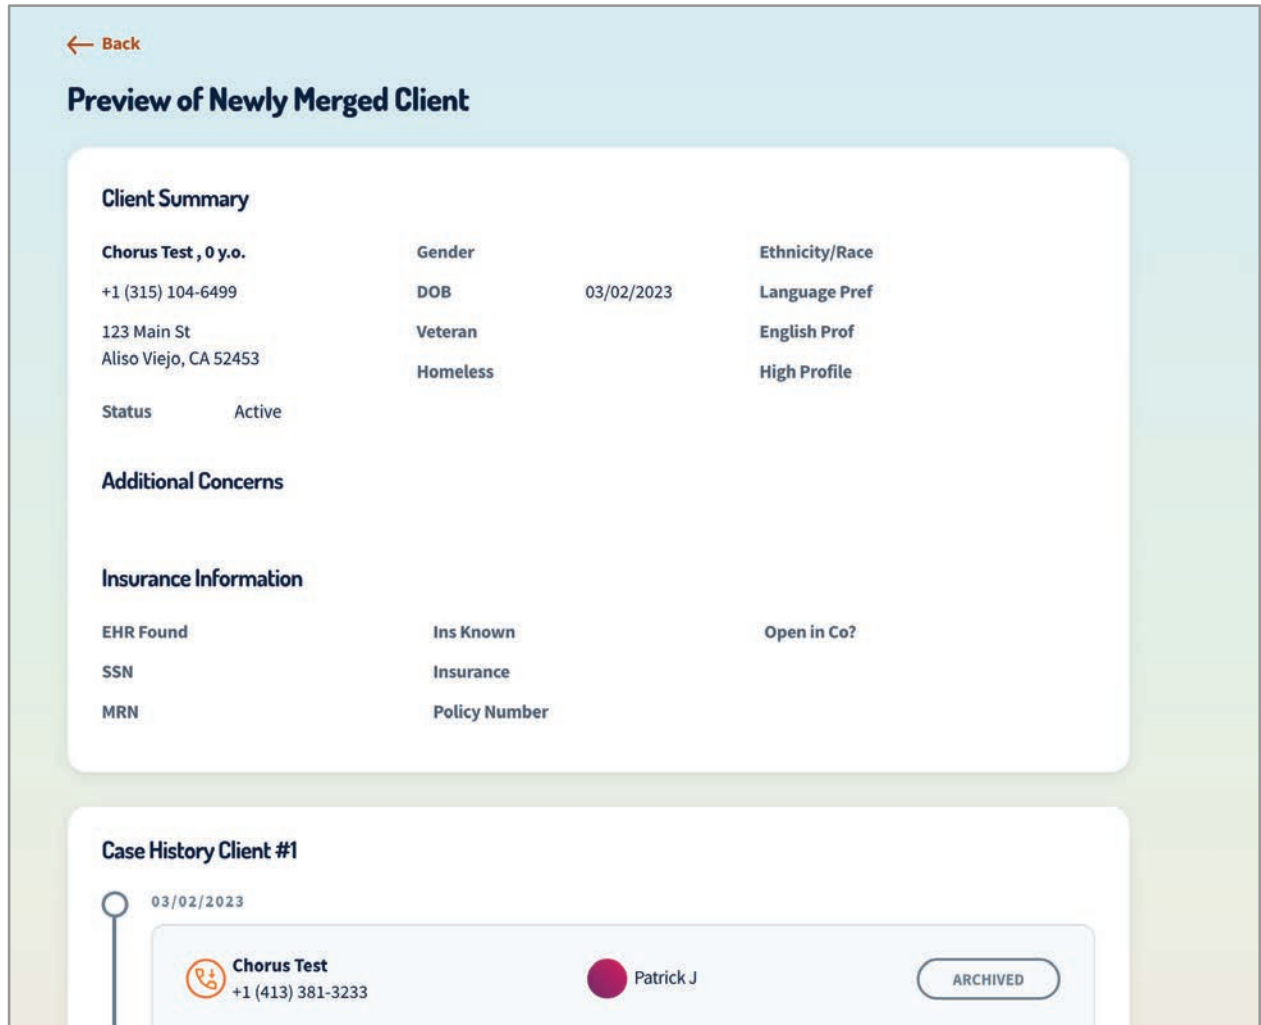 Back
Preview of Newly Merged Client
Client Summary
Chorus Test , 0 y.o.
+1 (315) 104-6499
123 Main St
Aliso Viejo, CA 52453
Status Active
Gender
DOB 03/02/2023
Veteran
Homeless
Ethnicity/Race
Language Pref
English Prof
High Profile
Additional Concerns
Insurance Information
EHR Found
SSN
MRN
Ins Known
Insurance
Policy Number
Open in Co?
Case History Client #1
03/02/2023
Chorus Test
+1 (413) 381-3233
Patrick J
ARCHIVED